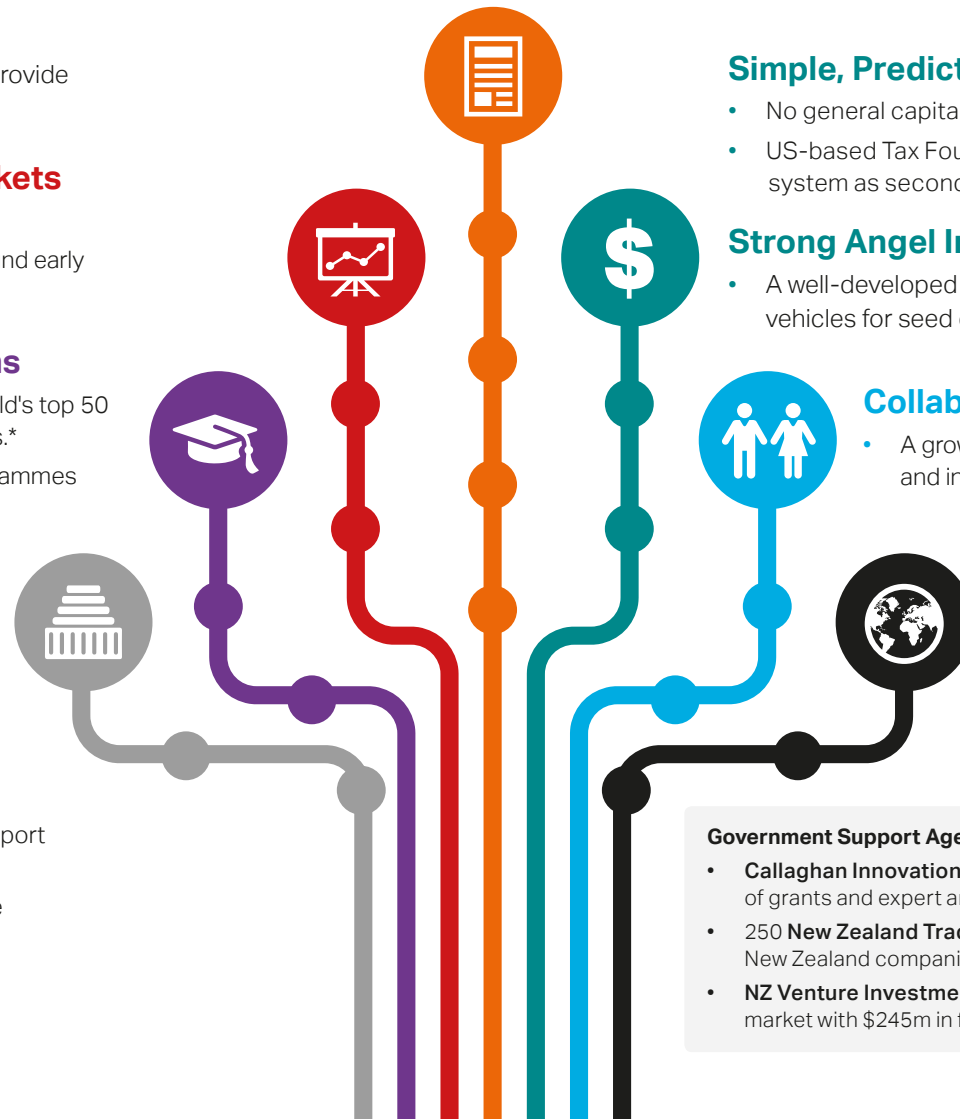 rovide
kets
nd early
ns
ld's top 50
s.*
ammes
port
e
Simple, Predict
• No general capita
• US-based Tax Fou
system as second
Strong Angel In
• A well-developed
vehicles for seed
Collab
• A grow
and in
Government Support Age
• Callaghan Innovation
of grants and expert a
• 250 New Zealand Trad
New Zealand compani
• NZ Venture Investme
market with $245m in f